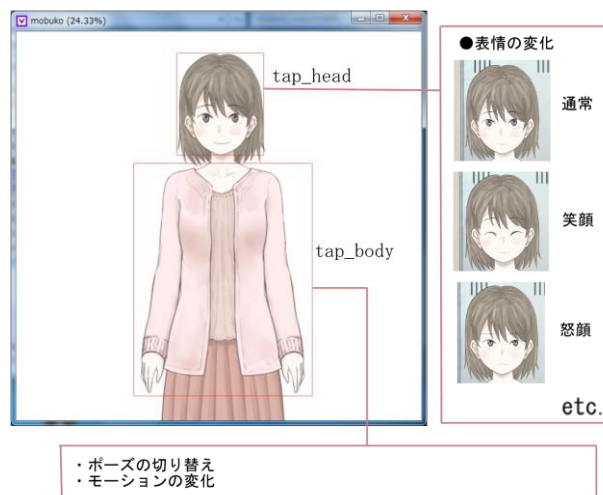 mobuko (24.33%)
tap_head
tap_body
●表情の変化
通常
笑顔
怒顔
etc.
・ポーズの切り替え
・モーションの変化